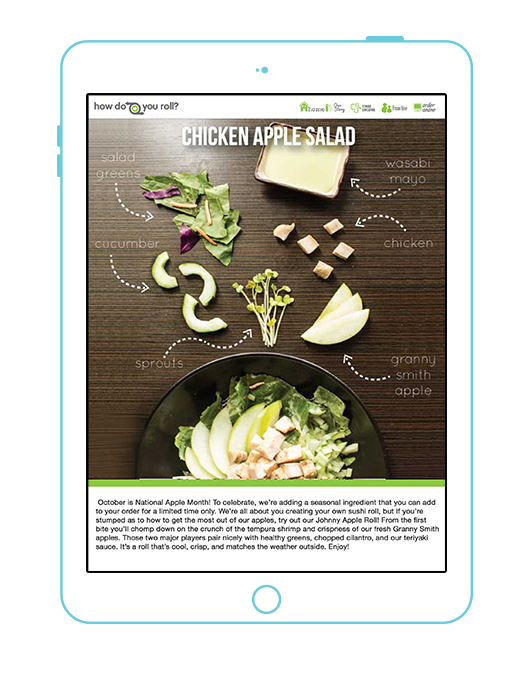 how do you roll?
our story
order online
CHICKEN APPLE SALAD
salad greens
wasabi mayo
cucumber
chicken
sprouts
granny smith apple
October is National Apple Month! To celebrate, we're adding a seasonal ingredient that you can add
to your order for a limited time only. We're all about you creating your own sushi roll, but if you're
stumped as to how to get the most out of our apples, try out our Johnny Apple Roll! From the first
bite you'll chomp down on the crunch of the tempura shrimp and crispness of our fresh Granny Smith
apples. Those two major players pair nicely with healthy greens, chopped cilantro, and our teriyaki
sauce. It's a roll that's cool, crisp, and matches the weather outside. Enjoy!